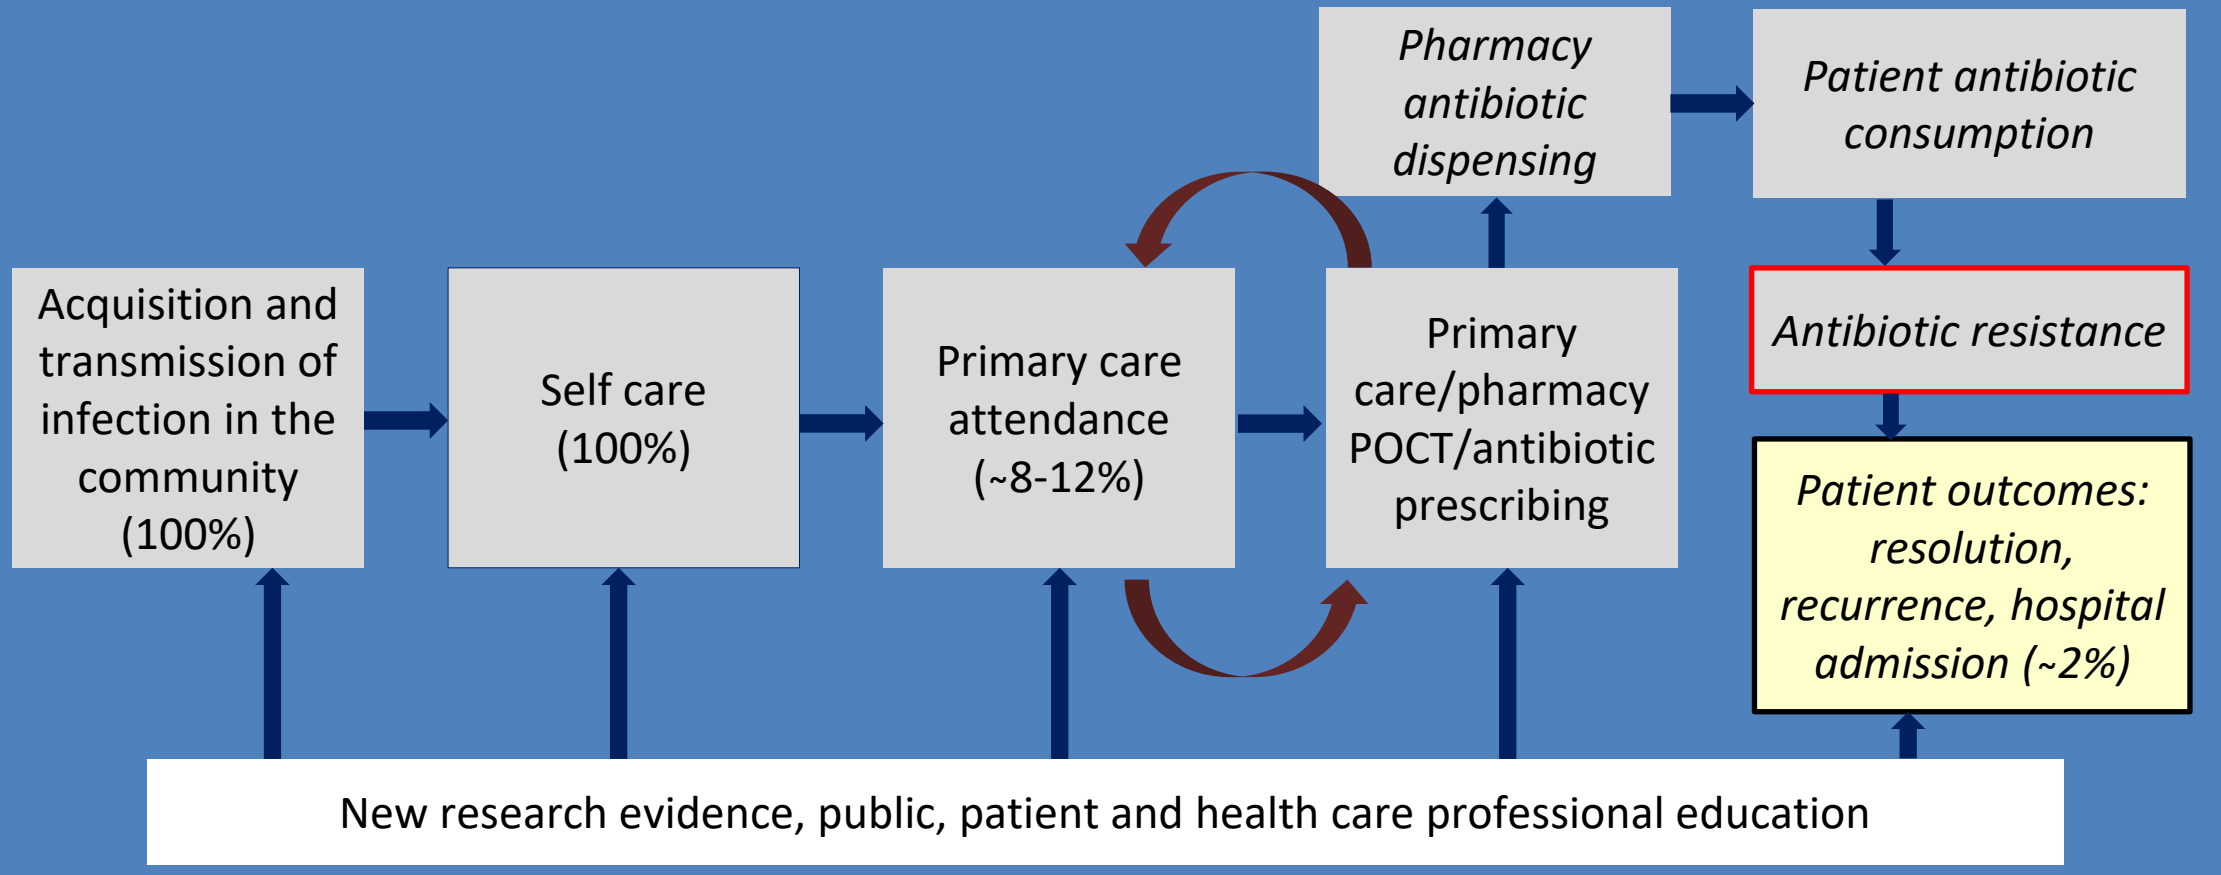 Pharmacy
antibiotic
dispensing
Patient antibiotic
consumption
Acquisition and
transmission of
infection in the
community
(100%)
Self care
(100%)
Primary care
attendance
(~8-12%)
Primary
care/pharmacy
POCT/antibiotic
prescribing
Antibiotic resistance
Patient outcomes:
resolution,
recurrence, hospital
admission (~2%)
New research evidence, public, patient and health care professional education